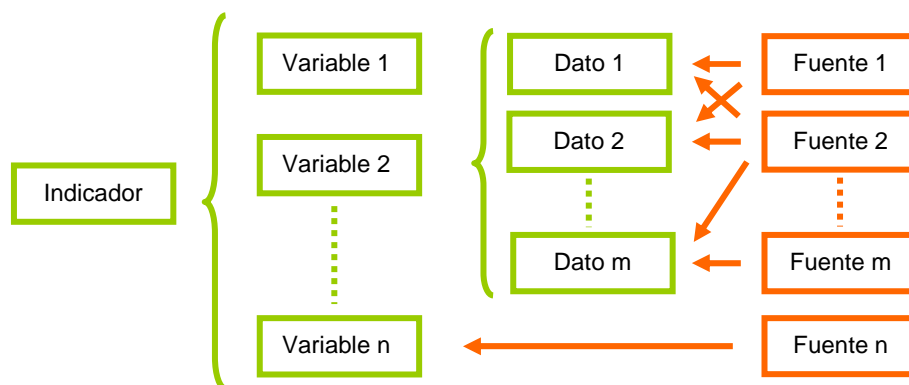 Variable 1
Dato 1
Fuente 1
Dato 2
Fuente 2
Variable 2
Indicador
Dato m
Fuente m
Variable n
Fuente n